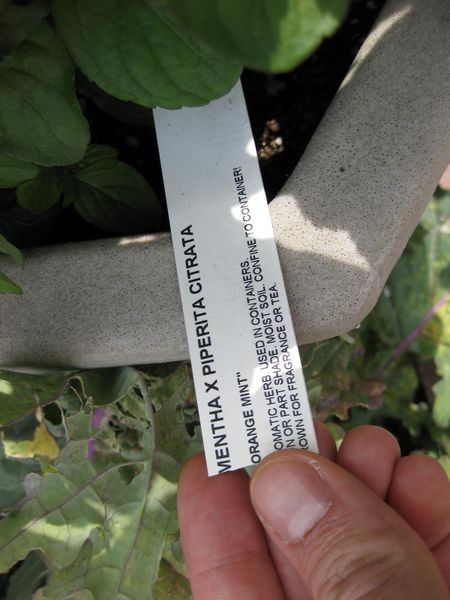 MENTHA X PIPERITA CITRATA
ORANGE MINT"
OMATIC HERB. USED IN CONTAINERS,
N OR PART SHADE. MOIST SOIL. CONFINE TO CONTAINER!
OWN FOR FRAGRANCE OR TEA.